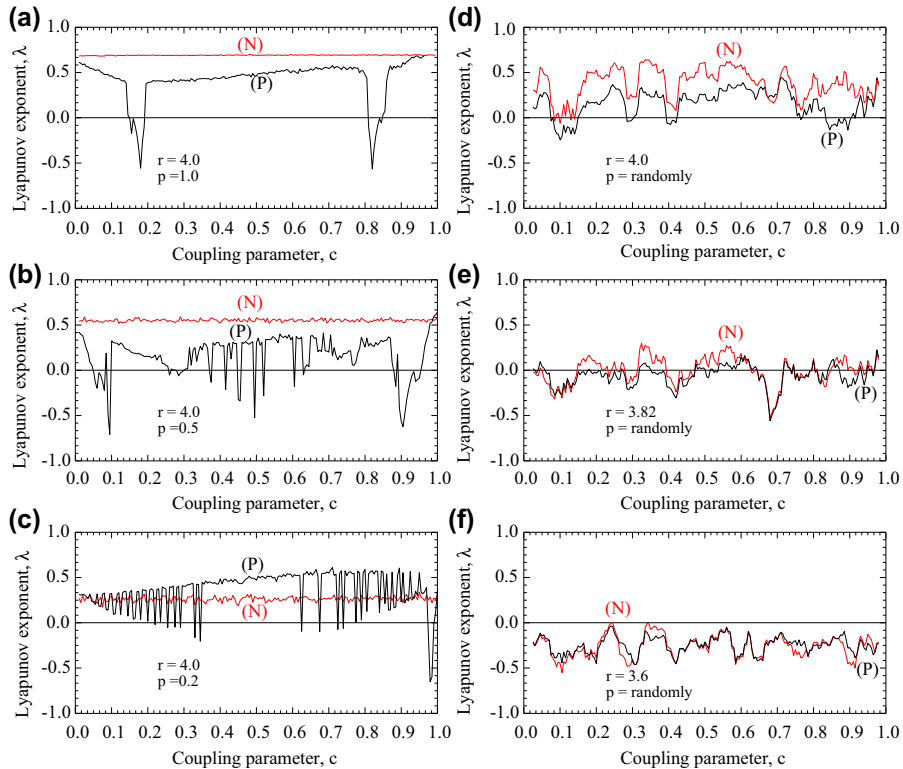 (a)
1.0
0.5
0.0
-0.5
-1.0
Lyapunov exponent, λ
(N)
(P)
r = 4.0
p =1.0
0.0 0.1 0.2 0.3 0.4 0.5 0.6 0.7 0.8 0.9 1.0
Coupling parameter, c
(b)
1.0
0.5
0.0
-0.5
-1.0
Lyapunov exponent, λ
(N)
(P)
r = 4.0
p =0.5
0.0 0.1 0.2 0.3 0.4 0.5 0.6 0.7 0.8 0.9 1.0
Coupling parameter, c
(c)
1.0
0.5
0.0
-0.5
-1.0
Lyapunov exponent, λ
(P)
(N)
r = 4.0
p =0.2
0.0 0.1 0.2 0.3 0.4 0.5 0.6 0.7 0.8 0.9 1.0
Coupling parameter, c
(d)
1.0
0.5
0.0
-0.5
-1.0
Lyapunov exponent, λ
(N)
(P)
r = 4.0
p = randomly
0.0 0.1 0.2 0.3 0.4 0.5 0.6 0.7 0.8 0.9 1.0
Coupling parameter, c
(e)
1.0
0.5
0.0
-0.5
-1.0
Lyapunov exponent, λ
(N)
(P)
r = 3.82
p = randomly
0.0 0.1 0.2 0.3 0.4 0.5 0.6 0.7 0.8 0.9 1.0
Coupling parameter, c
(f)
1.0
0.5
0.0
-0.5
-1.0
Lyapunov exponent, λ
(N)
(P)
r = 3.6
p = randomly
0.0 0.1 0.2 0.3 0.4 0.5 0.6 0.7 0.8 0.9 1.0
Coupling parameter, c